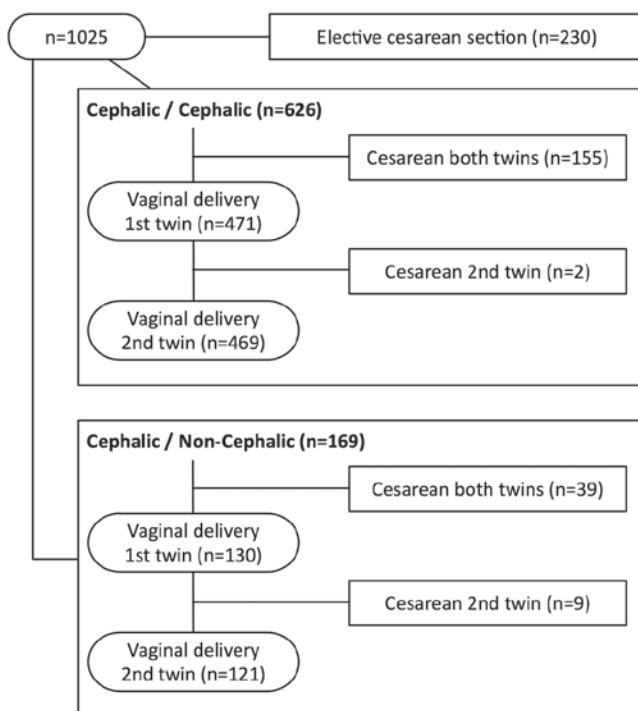 n=1025
Elective cesarean section (n=230)
Cephalic / Cephalic (n=626)
Cesarean both twins (n=155)
Vaginal delivery
1st twin (n=471)
Cesarean 2nd twin (n=2)
Vaginal delivery
2nd twin (n=469)
Cephalic / Non-Cephalic (n=169)
Cesarean both twins (n=39)
Vaginal delivery
1st twin (n=130)
Cesarean 2nd twin (n=9)
Vaginal delivery
2nd twin (n=121)